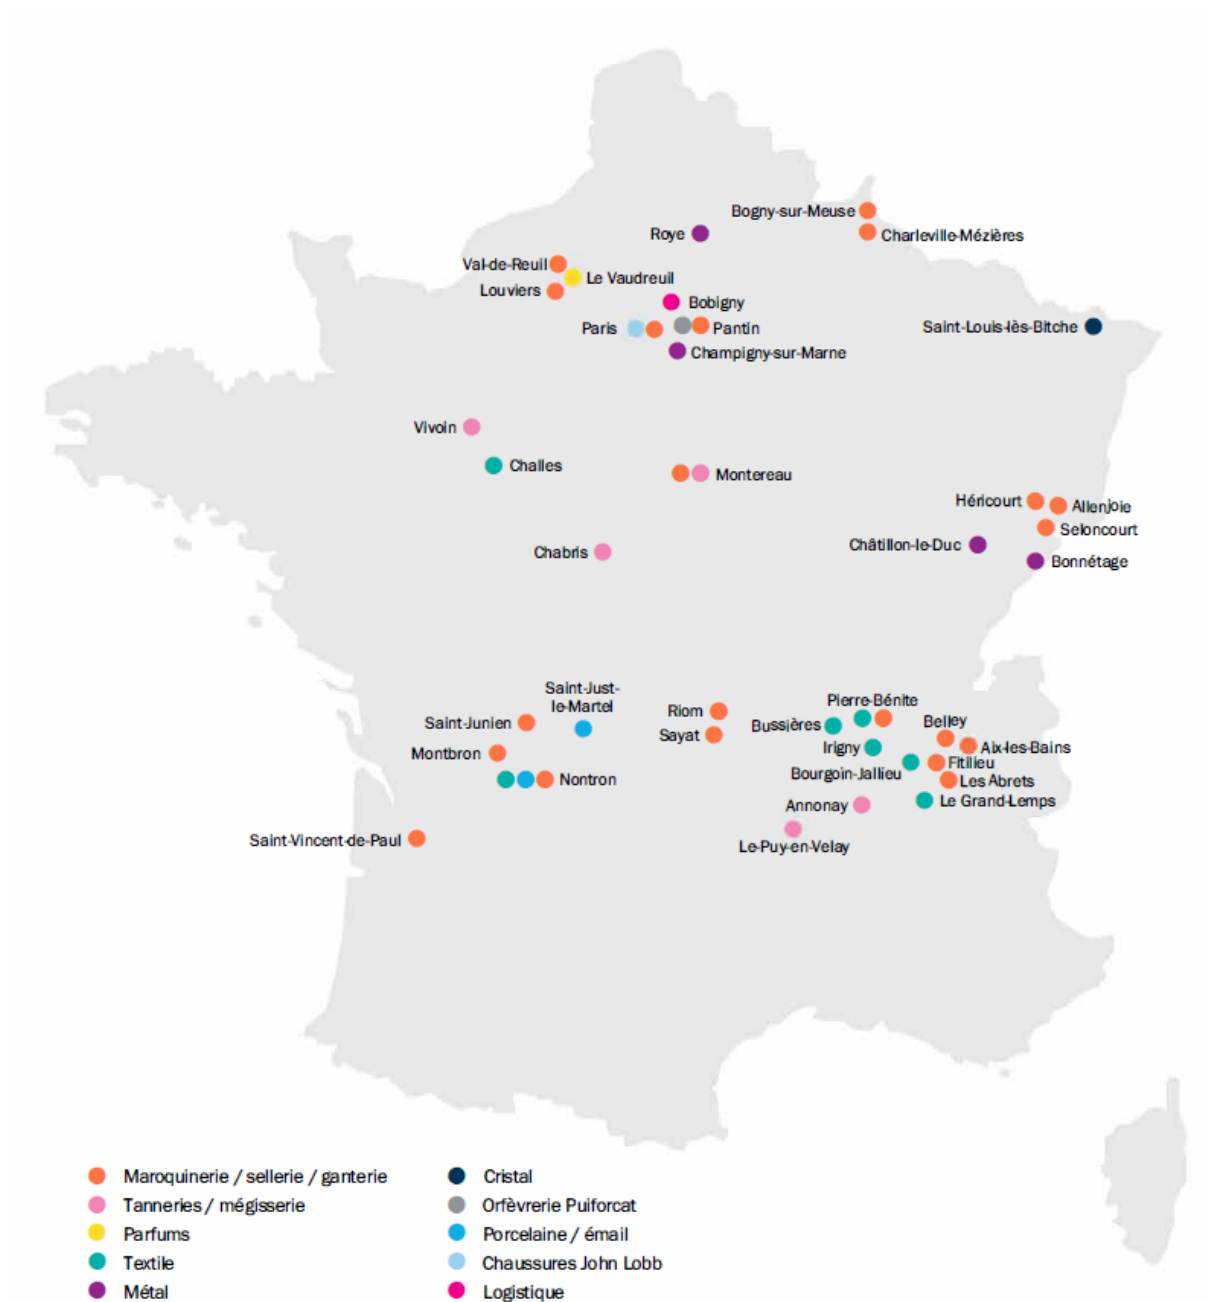 Bogny-sur-Meuse
Roye
Charleville-Mézières
Val-de-Reuil
Le Vaudreuil
Louviers
Bobigny
Paris
Pantin
Saint-Louis-lès-Bitche
Champigny-sur-Marne
Vivoin
Challes
Montereau
Héricourt
Allenjoie
Seloncourt
Châtillon-le-Duc
Chabris
Bonnétage
Saint-Just-
le-Martel
Pierre-Bénite
Riom
Saint-Junien
Bussières
Belley
Sayat
Irigny
Aix-les-Bains
Montbron
Fitilieu
Bourgoin-Jallieu
Nontron
Les Abrets
Annonay
Le Grand-Lemps
Saint-Vincent-de-Paul
Le-Puy-en-Velay
Maroquinerie / sellerie / ganterie
Tanneries / mégisserie
Parfums
Textile
Métal
Cristal
Orfèvrerie Puiforcat
Porcelaine / émail
Chaussures John Lobb
Logistique